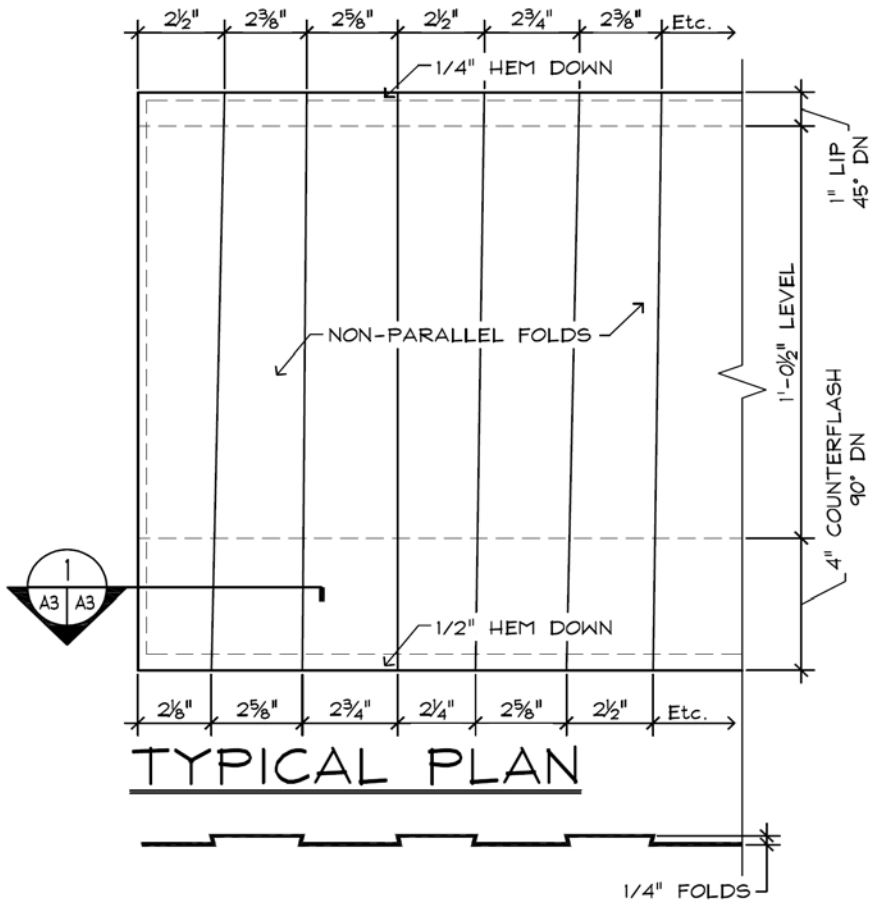 2½" 2⅜" 2⅝" 2½" 2¾" 2⅜" Etc.
1/4" HEM DOWN
1" LIP
45° DN
1'-0½" LEVEL
NON-PARALLEL FOLDS
4" COUNTERFLASH
90° DN
1
A3 A3
1/2" HEM DOWN
2⅛" 2⅝" 2¾" 2¼" 2⅝" 2½" Etc.
TYPICAL PLAN
1/4" FOLDS